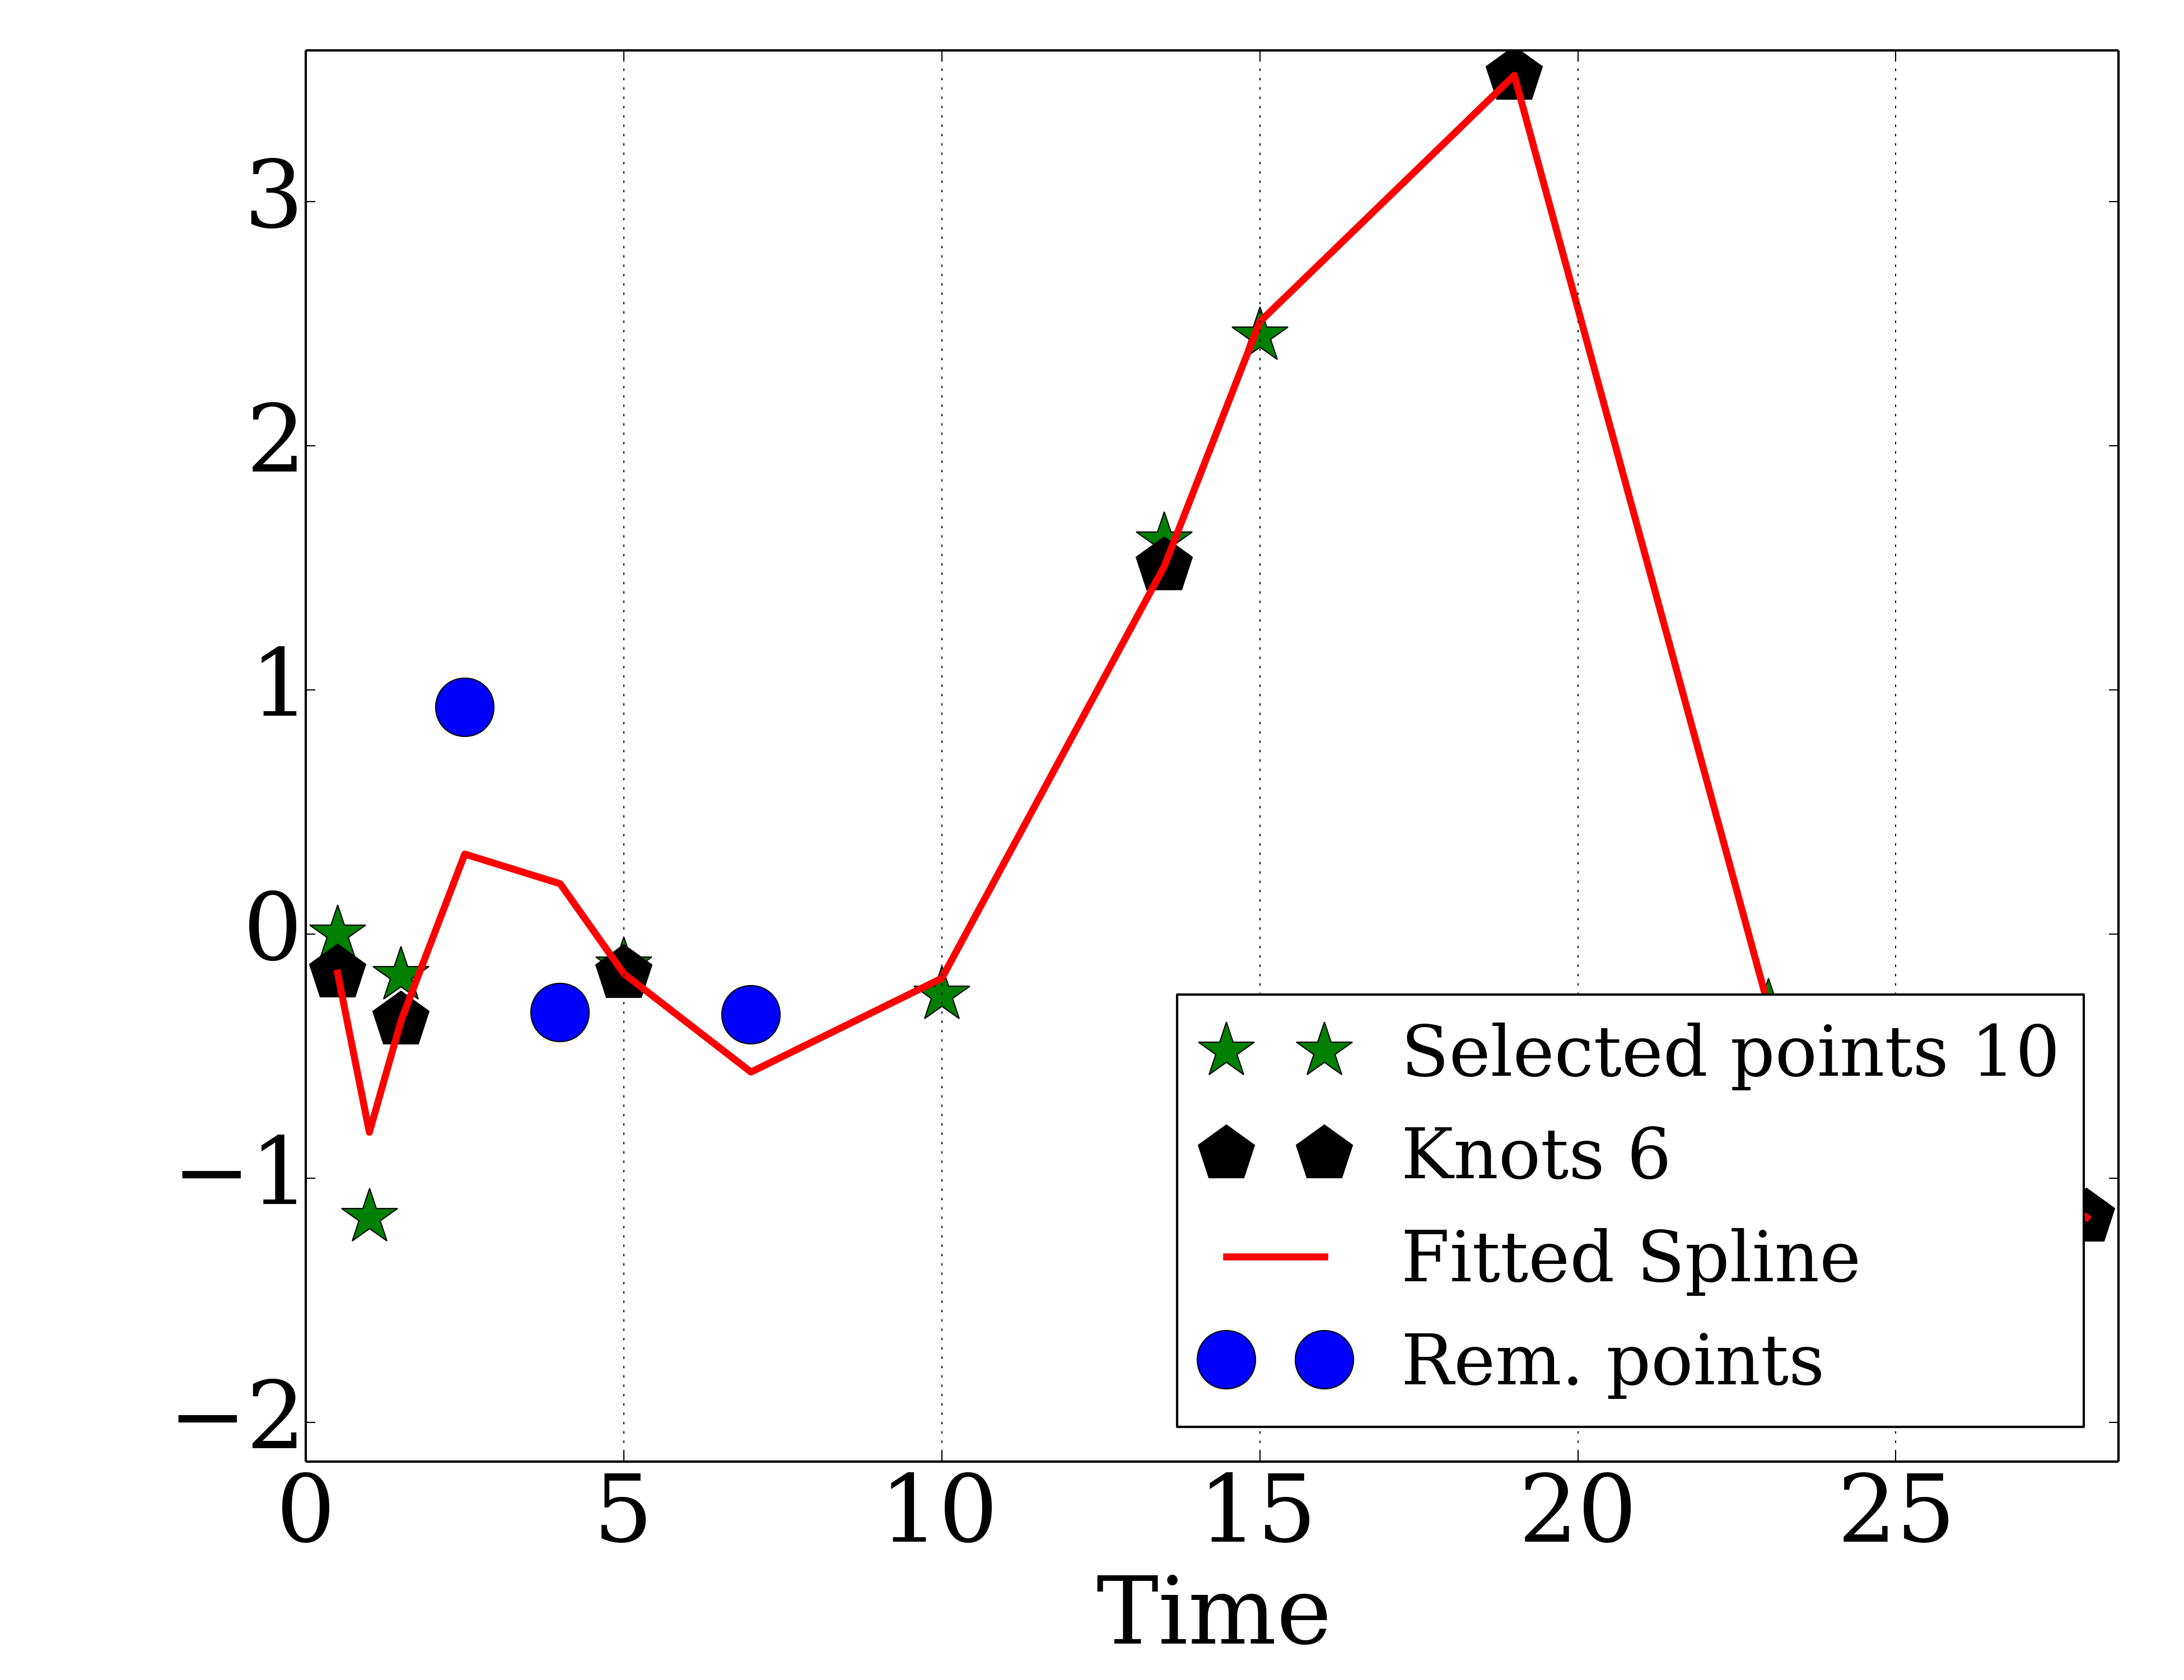 3
2
1
0
−1
−2
0 5 10 15 20 25
Time
Selected points 10
Knots 6
Fitted Spline
Rem. points